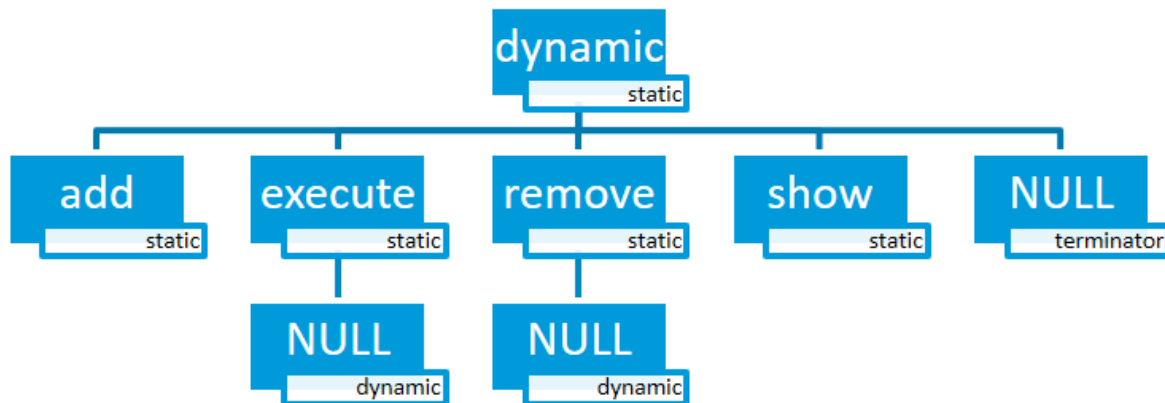 dynamic
static
add
static
execute
static
remove
static
show
static
NULL
terminator
NULL
dynamic
NULL
dynamic